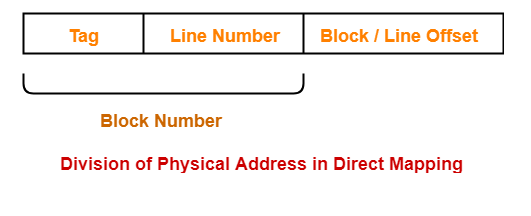 Tag Line Number Block / Line Offset
Block Number
Division of Physical Address in Direct Mapping